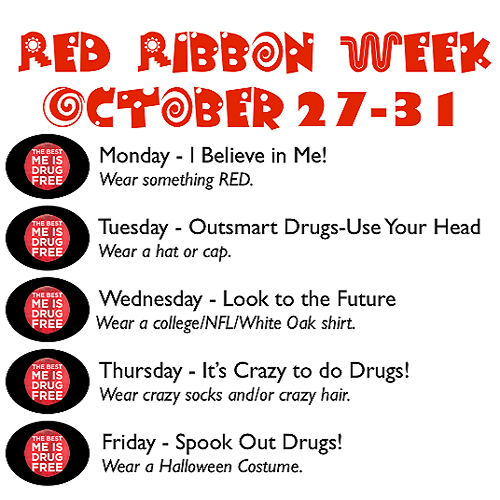 RED RIBBON WEEK
OCTOBER 27-31
THE BEST
ME IS
DRUG
FREE
Monday - I Believe in Me!
Wear something RED.
THE BEST
ME IS
DRUG
FREE
Tuesday - Outsmart Drugs-Use Your Head
Wear a hat or cap.
THE BEST
ME IS
DRUG
FREE
Wednesday - Look to the Future
Wear a college/NFL/White Oak shirt.
THE BEST
ME IS
DRUG
FREE
Thursday - It's Crazy to do Drugs!
Wear crazy socks and/or crazy hair.
THE BEST
ME IS
DRUG
FREE
Friday - Spook Out Drugs!
Wear a Halloween Costume.